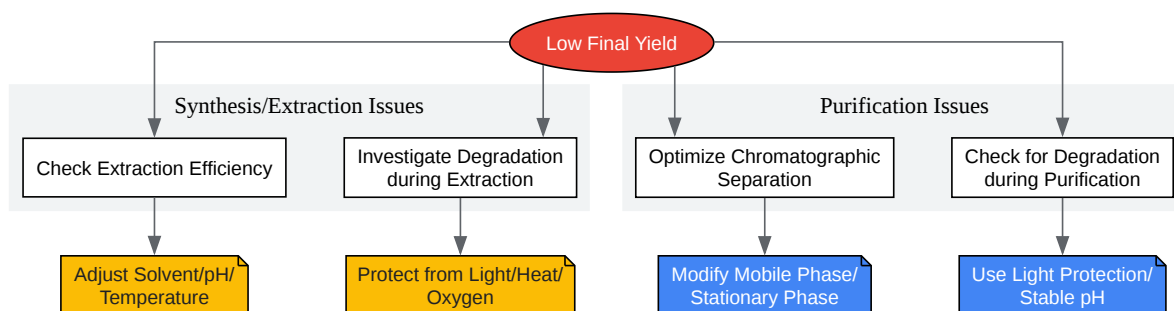 Low Final Yield
Synthesis/Extraction Issues
Purification Issues
Check Extraction Efficiency
Investigate Degradation
during Extraction
Optimize Chromatographic
Separation
Check for Degradation
during Purification
Adjust Solvent/pH/
Temperature
Protect from Light/Heat/
Oxygen
Modify Mobile Phase/
Stationary Phase
Use Light Protection/
Stable pH